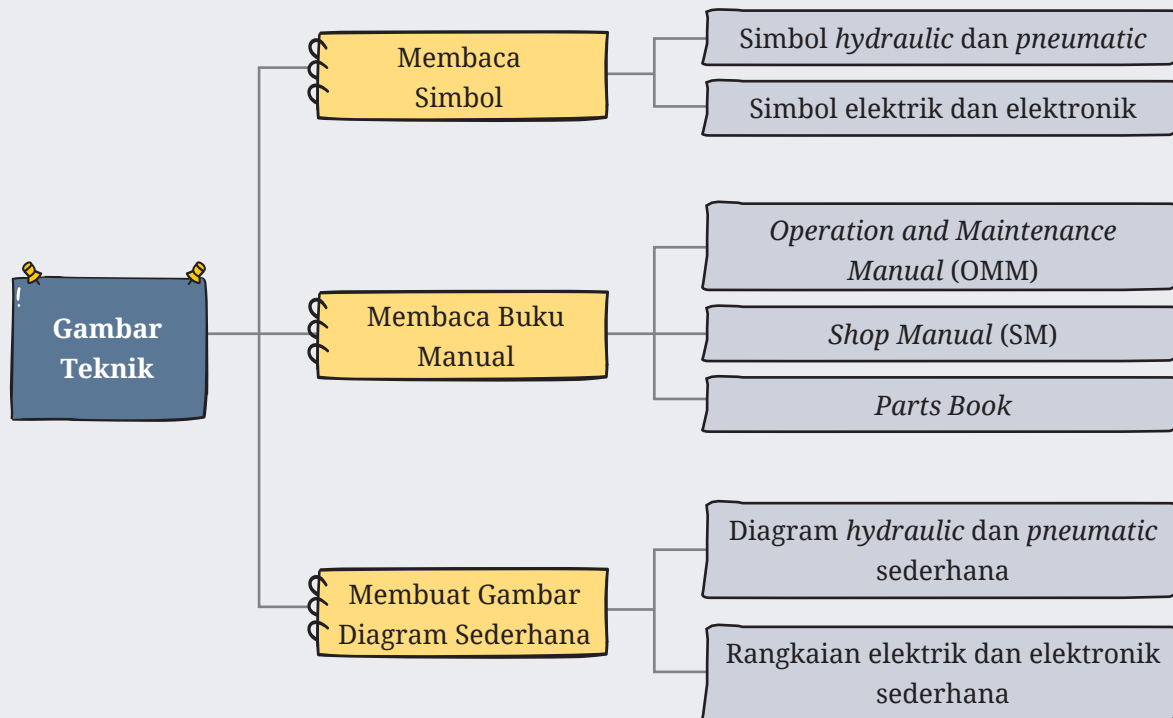 Gambar
Teknik
Membaca
Simbol
Simbol hydraulic dan pneumatic
Simbol elektrik dan elektronik
Membaca Buku
Manual
Operation and Maintenance
Manual (OMM)
Shop Manual (SM)
Parts Book
Membuat Gambar
Diagram Sederhana
Diagram hydraulic dan pneumatic
sederhana
Rangkaian elektrik dan elektronik
sederhana